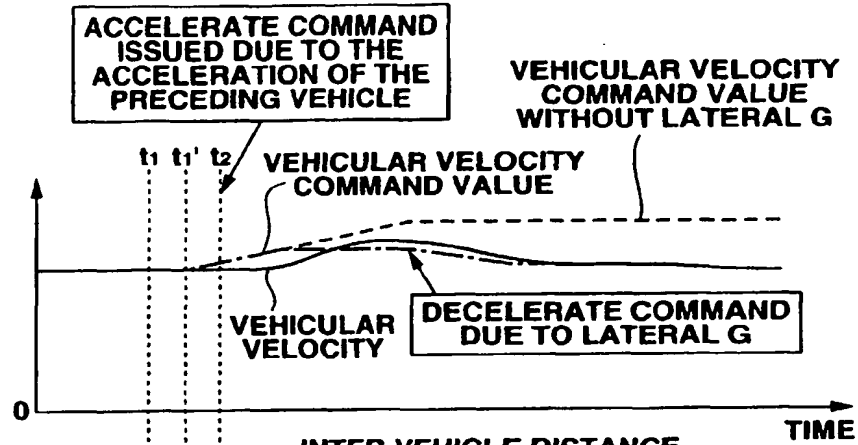 ACCELERATE COMMAND
ISSUED DUE TO THE
ACCELERATION OF THE
PRECEDING VEHICLE
VEHICULAR VELOCITY
COMMAND VALUE
WITHOUT LATERAL G
t1 t1' t2
VEHICULAR VELOCITY
COMMAND VALUE
VEHICULAR
VELOCITY
DECELERATE COMMAND
DUE TO LATERAL G
0
TIME
INTER-VEHICLE DISTANCE